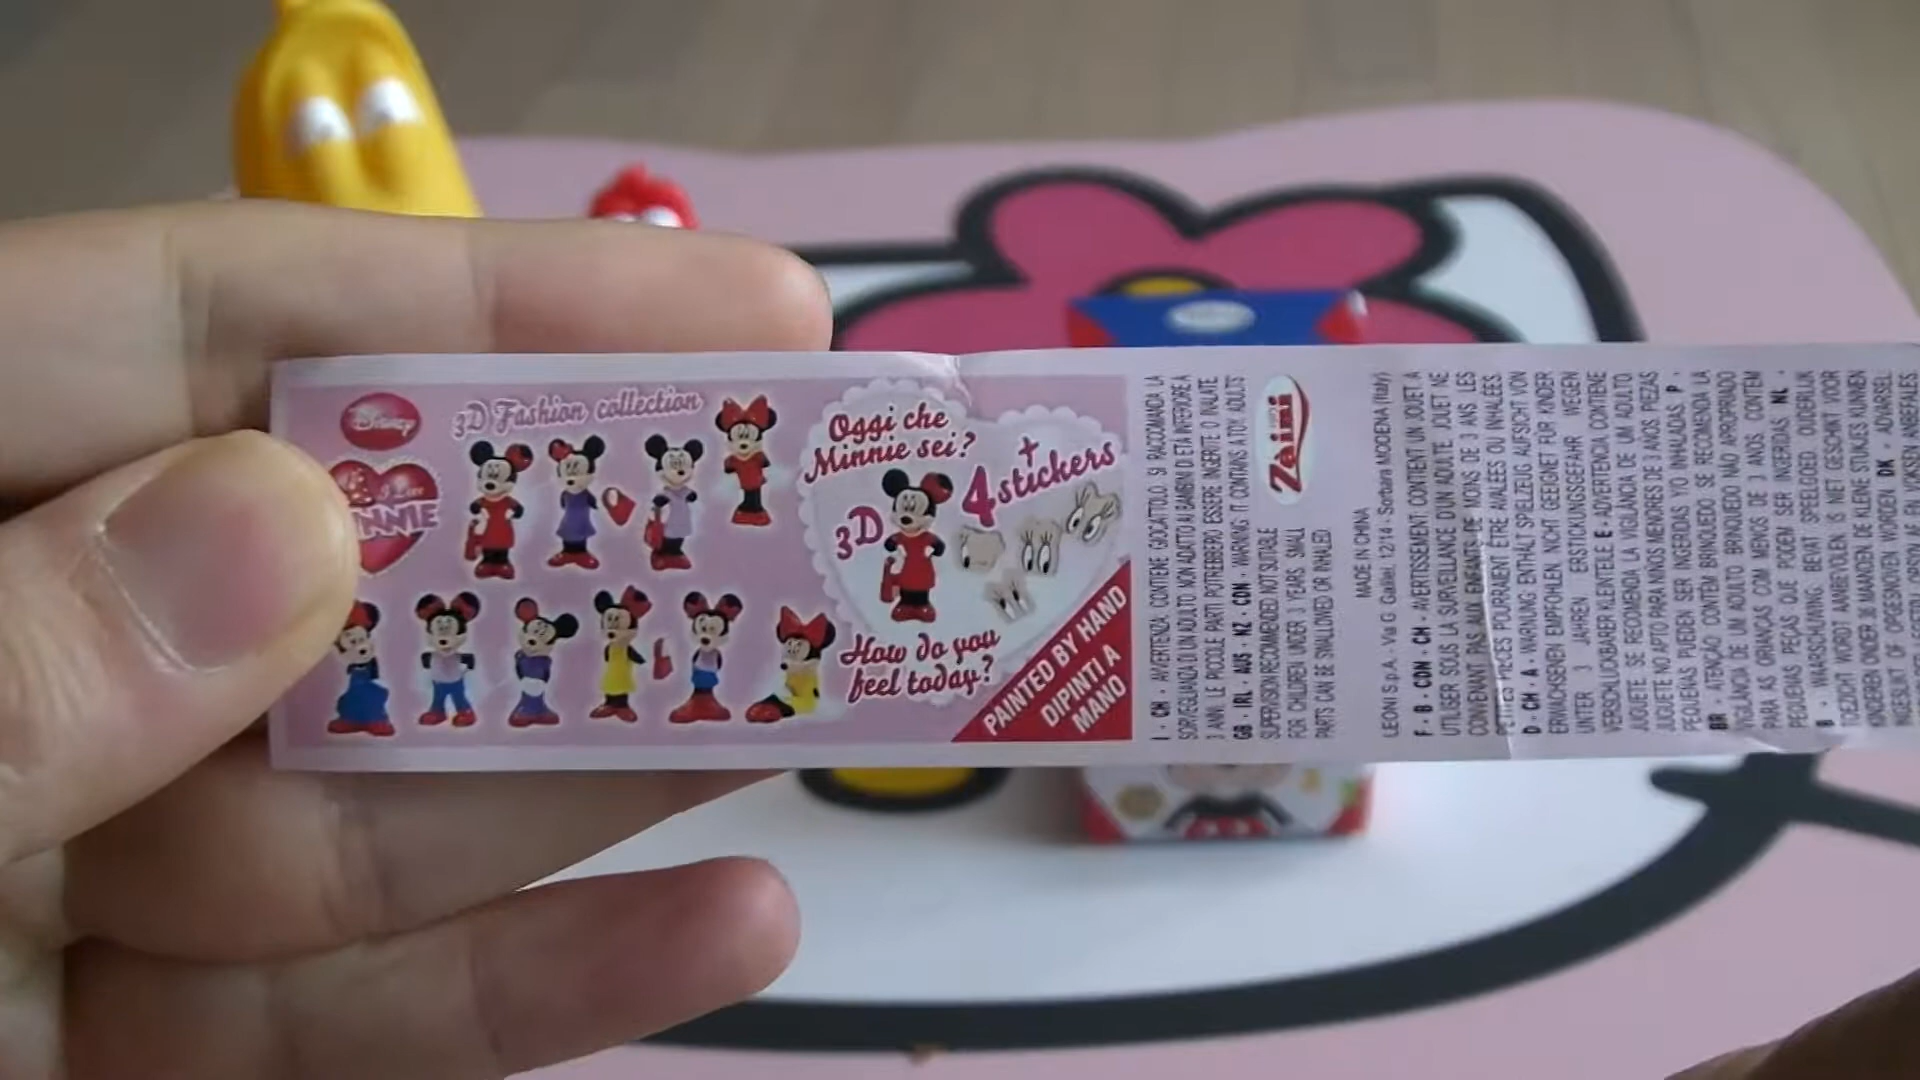 Disney
3D Fashion collection
I Love
MINNIE
Oggi che
Minnie sei?
+
4 stickers
3D
How do you
feel today?
PAINTED BY HAND
DIPINTI A
MANO
I - CH - AVVERTENZA: CONTIENE GIOCATTOLO. SI RACCOMANDA LA
SORVEGLIANZA DI UN ADULTO. NON ADATTO AI BAMBINI DI ETÀ INFERIORE A
3 ANNI. LE PICCOLE PARTI POTREBBERO ESSERE INGERITE O INALATE.
GB - IRL - AUS - NZ - CDN - WARNING: IT CONTAINS A TOY. ADULTS
SUPERVISION RECOMMENDED. NOT SUITABLE
FOR CHILDREN UNDER 3 YEARS. SMALL
PARTS CAN BE SWALLOWED OR INHALED.
Zaini
MADE IN CHINA
LEONI S.p.A. - Via G. Galilei, 12/14 - Sorbara MODENA (Italy)
F - B - CDN - CH - AVERTISSEMENT: CONTIENT UN JOUET. À
UTILISER SOUS LA SURVEILLANCE D'UN ADULTE. JOUET NE
CONVENANT PAS AUX ENFANTS DE MOINS DE 3 ANS. LES
PETITES PIECES POURRAIENT ÊTRE AVALÉES OU INHALÉES.
D - CH - A - WARNUNG: ENTHÄLT SPIELZEUG. AUFSICHT VON
ERWACHSENEN EMPFOHLEN. NICHT GEEIGNET FÜR KINDER
UNTER 3 JAHREN. ERSTICKUNGSGEFAHR WEGEN
VERSCHLUCKBARER KLEINTEILE. E - ADVERTENCIA: CONTIENE
JUGUETE. SE RECOMIENDA LA VIGILANCIA DE UM ADULTO.
JUGUETE NO APTO PARA NIÑOS MENORES DE 3 AÑOS. PIEZAS
PEQUEÑAS PUEDEN SER INGERIDAS Y/O INHALADAS. P -
BR - ATENÇÃO: CONTÉM BRINQUEDO. SE RECOMENDA LA
VIGILÂNCIA DE UM ADULTO. BRINQUEDO NÃO APROPRIADO
PARA AS CRIANÇAS COM MENOS DE 3 ANOS. CONTÉM
PEQUENAS PEÇAS QUE PODEM SER INGERIDAS. NL -
B - WAARSCHUWING: BEVAT SPEELGOED. OUDERLIJK
TOEZICHT WORDT AANBEVOLEN. IS NIET GESCHIKT VOOR
KINDEREN ONDER 36 MAANDEN. DE KLEINE STUKJES KUNNEN
INGESLIKT OF OPGESNOVEN WORDEN. DK - ADVARSEL: